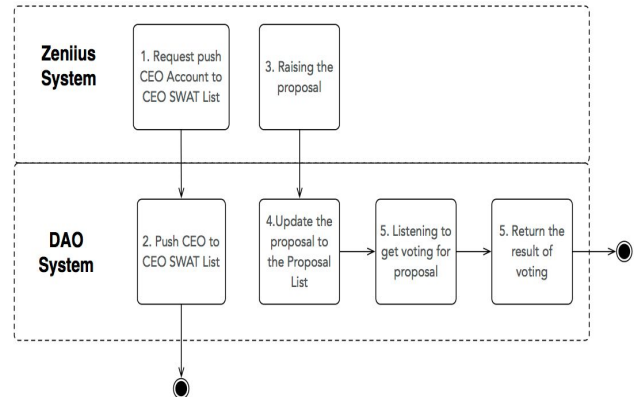 Zeniius
System
1. Request push
CEO Account to
CEO SWAT List
3. Raising the
proposal
DAO
System
2. Push CEO to
CEO SWAT List
4.Update the
proposal to
the Proposal
List
5. Listening to
get voting for
proposal
5. Return the
result of
voting